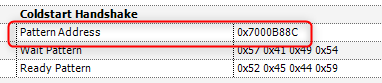 Coldstart Handshake
Pattern Address 0x7000B88C
Wait Pattern 0x57 0x41 0x49 0x54
Ready Pattern 0x52 0x45 0x44 0x59